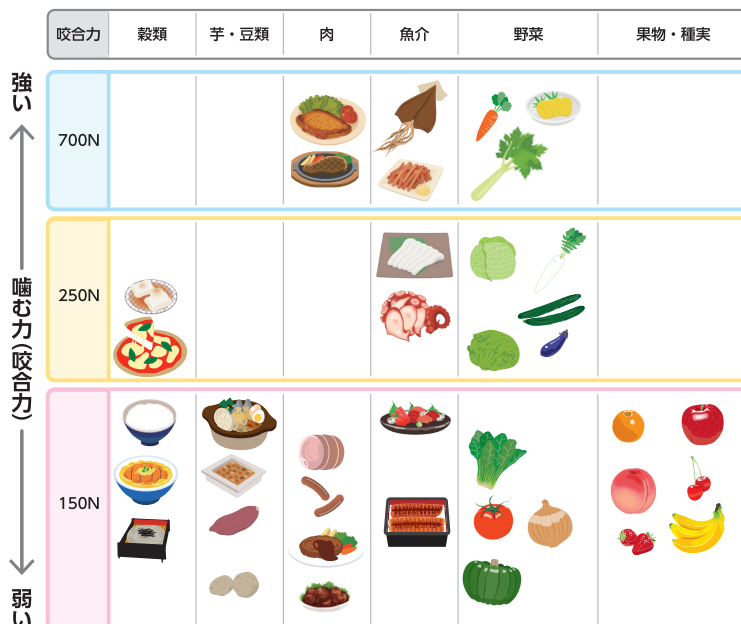 咬合力
穀類
芋・豆類
肉
魚介
野菜
果物・種実
強い
噛む力(咬合力)
弱い
700N
250N
150N